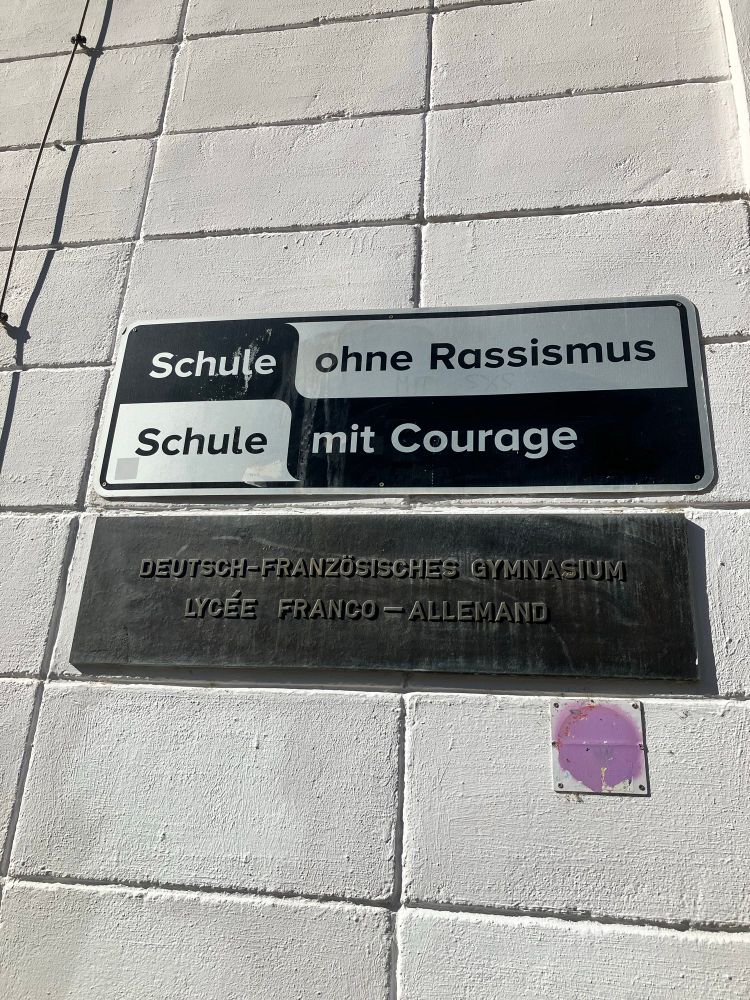 Schule ohne Rassismus
Schule mit Courage
DEUTSCH-FRANZÖSISCHES GYMNASIUM
LYCÉE FRANCO-ALLEMAND